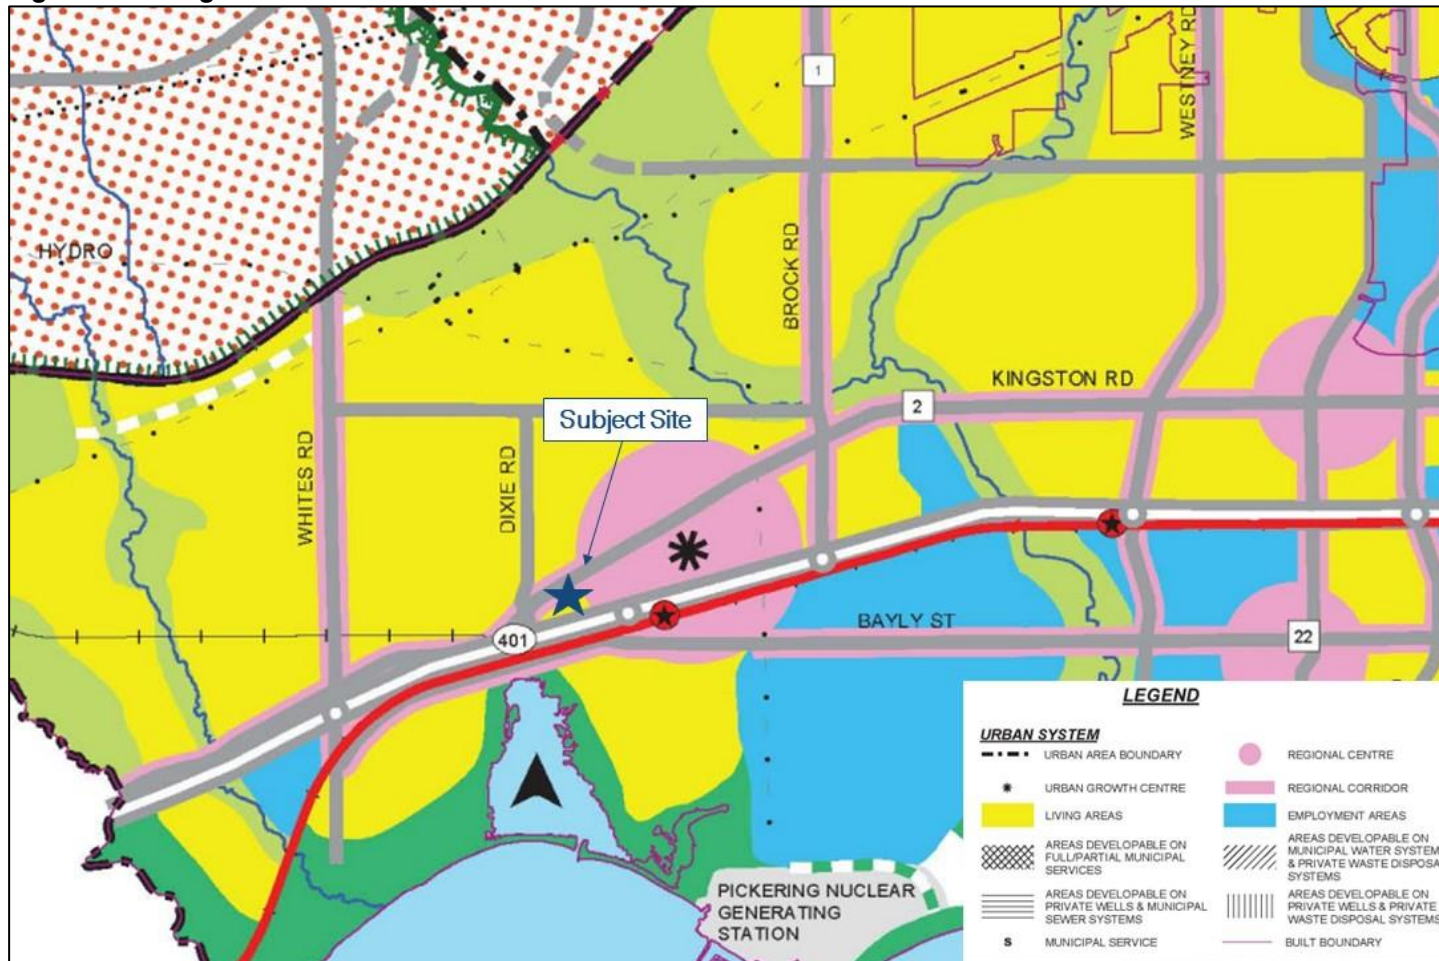 1
WESTNEY RD
HYDRO
BROCK RD
KINGSTON RD
2
Subject Site
WHITES RD
DIXIE RD
401
BAYLY ST
22
PICKERING NUCLEAR
GENERATING
STATION
LEGEND
URBAN SYSTEM
URBAN AREA BOUNDARY
URBAN GROWTH CENTRE
LIVING AREAS
AREAS DEVELOPABLE ON
FULL/PARTIAL MUNICIPAL
SERVICES
AREAS DEVELOPABLE ON
PRIVATE WELLS & MUNICIPAL
SEWER SYSTEMS
S MUNICIPAL SERVICE
REGIONAL CENTRE
REGIONAL CORRIDOR
EMPLOYMENT AREAS
AREAS DEVELOPABLE ON
MUNICIPAL WATER SYSTEM
& PRIVATE WASTE DISPOSA
SYSTEMS
AREAS DEVELOPABLE ON
PRIVATE WELLS & PRIVATE
WASTE DISPOSAL SYSTEMS
BUILT BOUNDARY